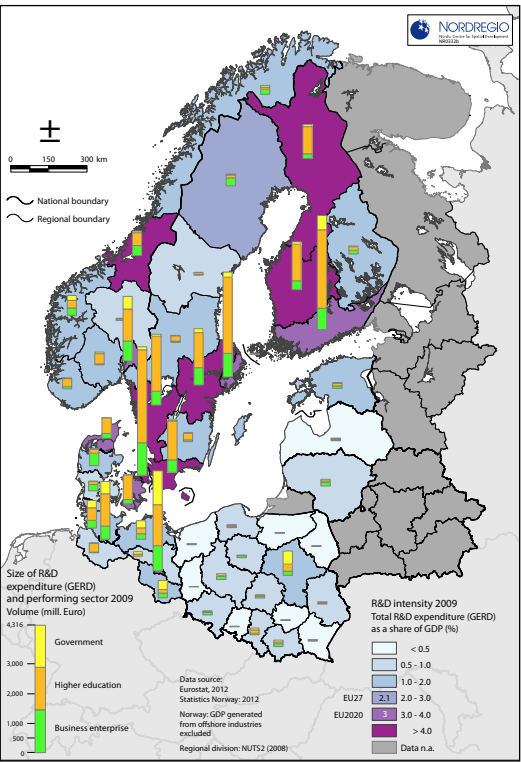 NORDREGIO
Nordic Centre for Spatial Development
NR0332b
±
0 150 300 km
National boundary
Regional boundary
Size of R&D
expenditure (GERD)
and performing sector 2009
Volume (mill. Euro)
4,316
3,000
2,000
1,000
500
0
Government
Higher education
Business enterprise
Data source:
Eurostat, 2012
Statistics Norway: 2012
Norway: GDP generated
from offshore industries
excluded
Regional division: NUTS2 (2008)
R&D intensity 2009
Total R&D expenditure (GERD)
as a share of GDP (%)
< 0.5
0.5 - 1.0
1.0 - 2.0
EU27 2.1 2.0 - 3.0
EU2020 3 3.0 - 4.0
> 4.0
Data n.a.